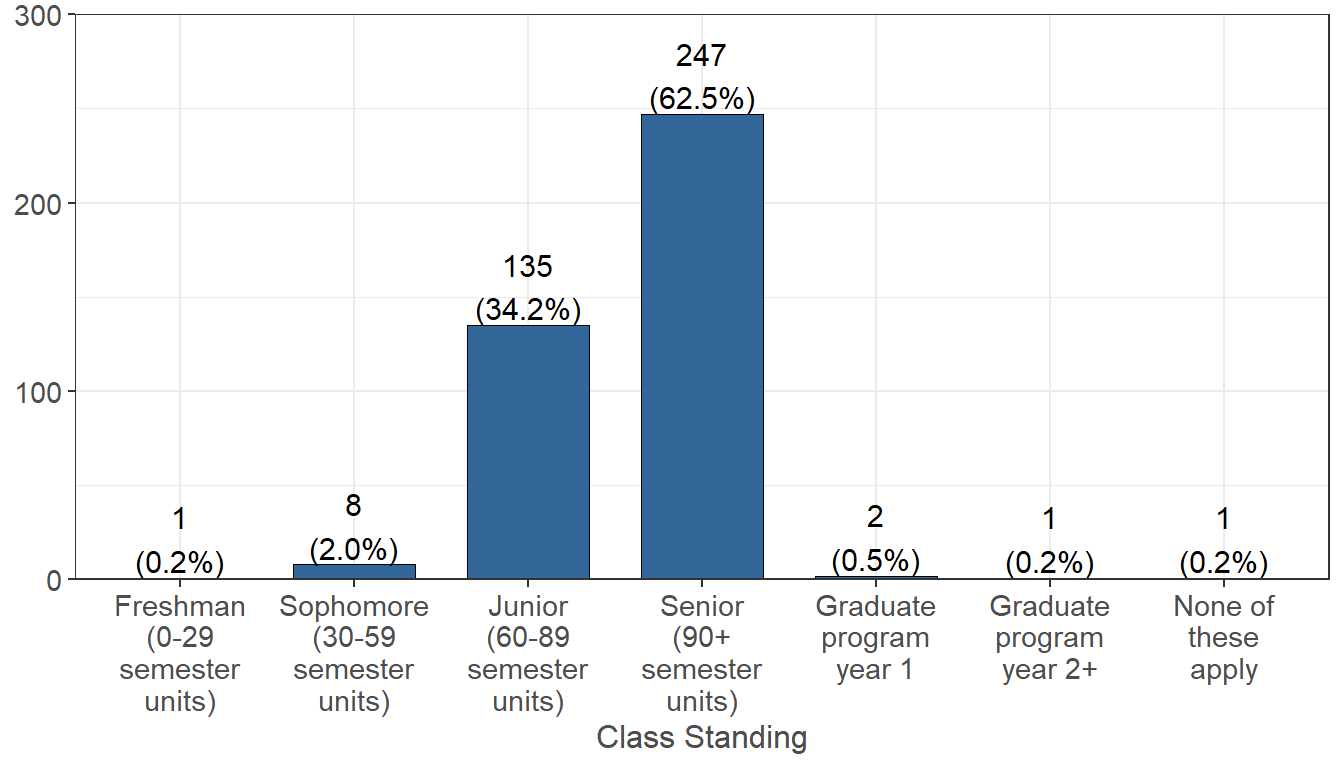 300
200
100
0
1
(0.2%)
8
(2.0%)
135
(34.2%)
247
(62.5%)
2
(0.5%)
1
(0.2%)
1
(0.2%)
Freshman
(0-29
semester
units)
Sophomore
(30-59
semester
units)
Junior
(60-89
semester
units)
Senior
(90+
semester
units)
Graduate
program
year 1
Graduate
program
year 2+
None of
these
apply
Class Standing